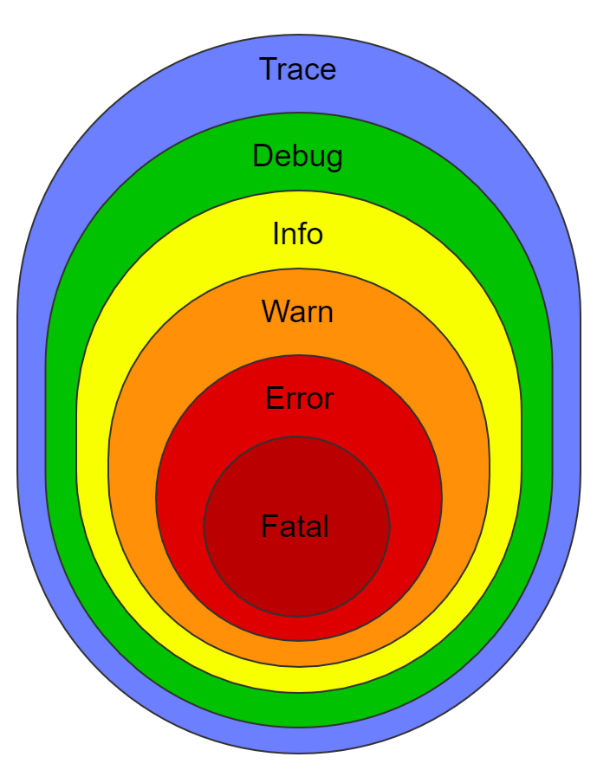 Trace
Debug
Info
Warn
Error
Fatal